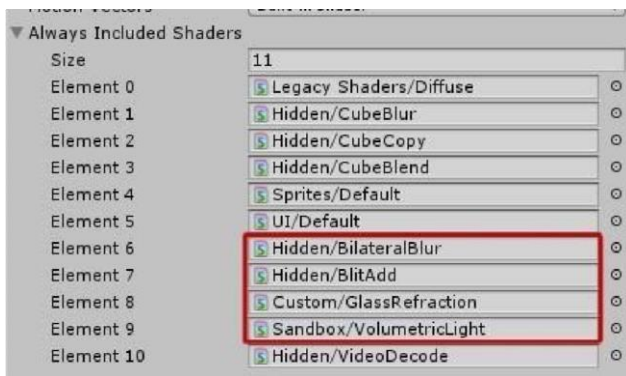 Always Included Shaders
Size 11
Element 0 Legacy Shaders/Diffuse
Element 1 Hidden/CubeBlur
Element 2 Hidden/CubeCopy
Element 3 Hidden/CubeBlend
Element 4 Sprites/Default
Element 5 UI/Default
Element 6 Hidden/BilateralBlur
Element 7 Hidden/BlitAdd
Element 8 Custom/GlassRefraction
Element 9 Sandbox/VolumetricLight
Element 10 Hidden/VideoDecode